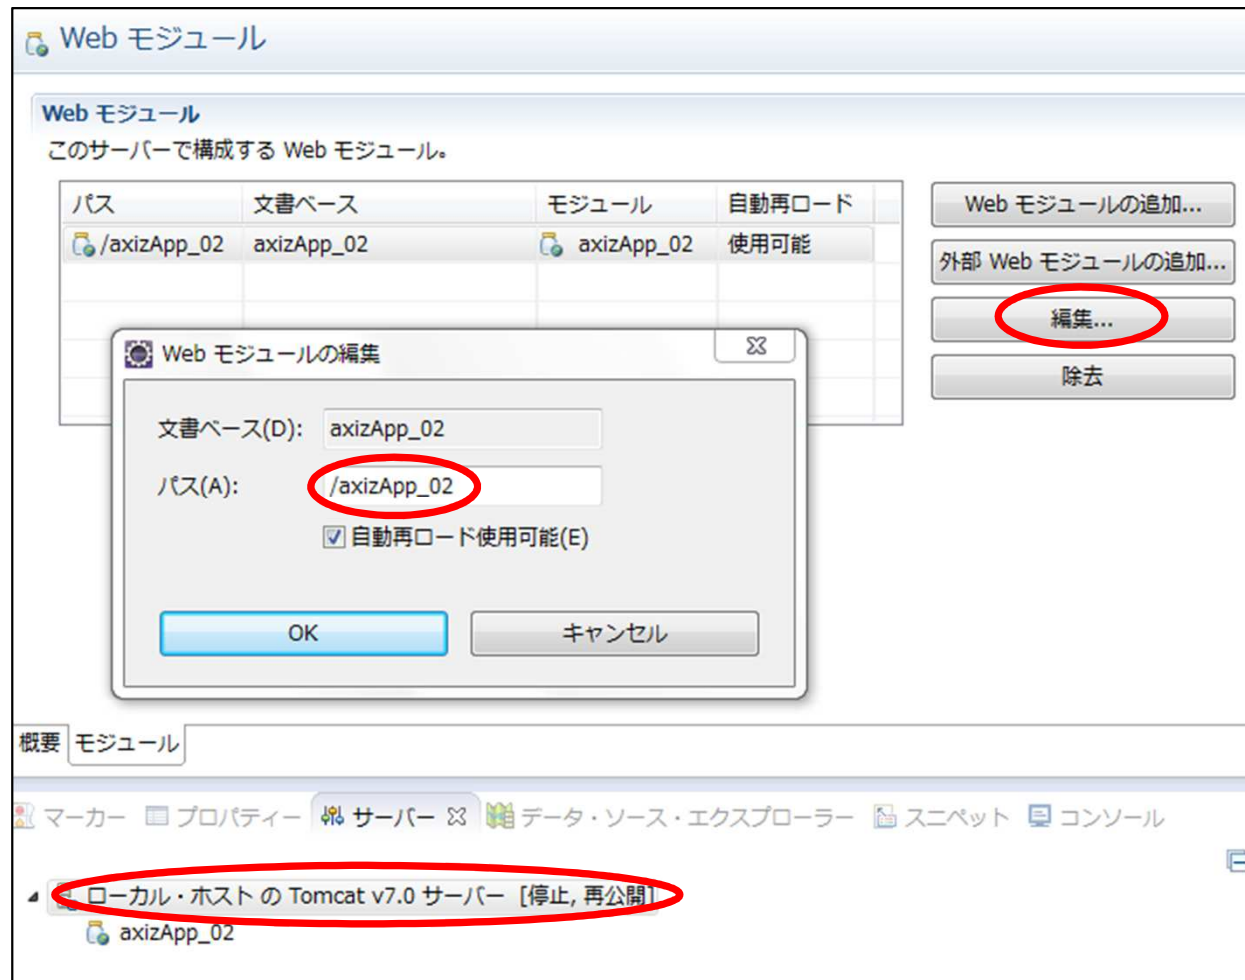 Web モジュール
Web モジュール
このサーバーで構成する Web モジュール。
パス 文書ベース モジュール 自動再ロード
/axizApp_02 axizApp_02 axizApp_02 使用可能
Web モジュールの追加...
外部 Web モジュールの追加...
編集...
除去
Web モジュールの編集
文書ベース(D): axizApp_02
パス(A): /axizApp_02
自動再ロード使用可能(E)
OK キャンセル
概要 モジュール
マーカー プロパティー サーバー データ・ソース・エクスプローラー スニペット コンソール
ローカル・ホスト の Tomcat v7.0 サーバー [停止, 再公開]
axizApp_02